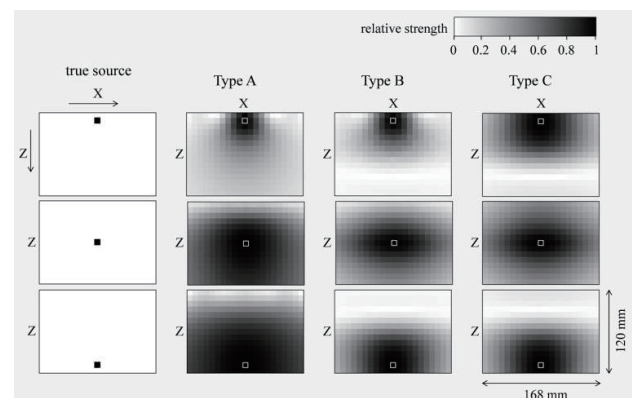 relative strength
0 0.2 0.4 0.6 0.8 1
true source
Type A Type B Type C
X X X X
Z Z Z Z
Z Z Z Z
Z Z Z Z
120 mm
168 mm